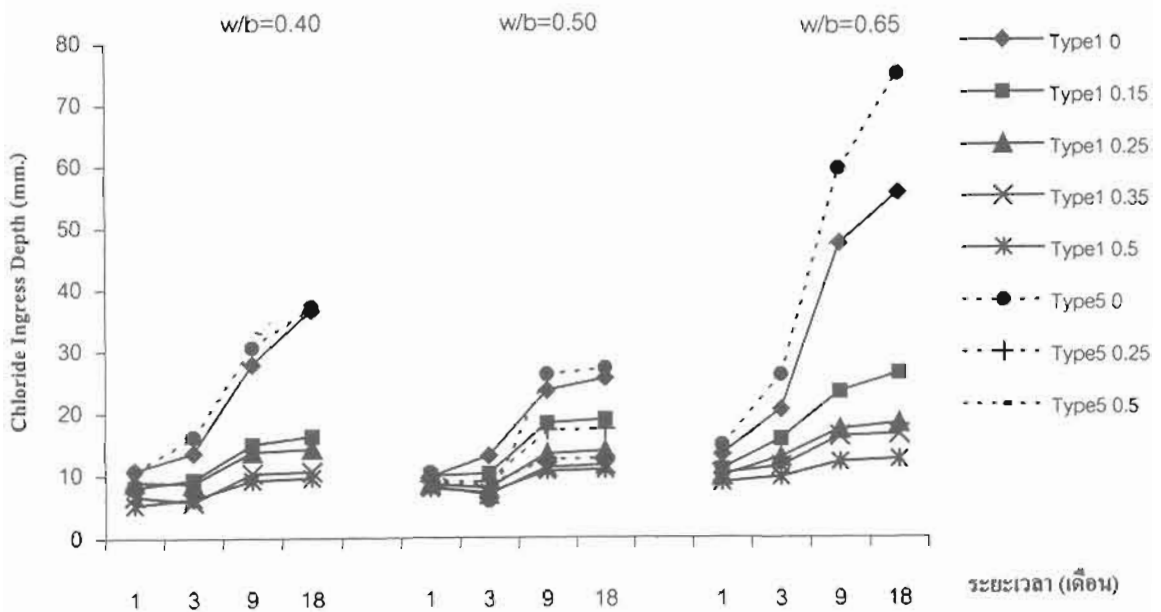 w/b=0.40 w/b=0.50 w/b=0.65
80
70
60
50
40
30
20
10
0
Chloride Ingress Depth (mm.)
1 3 9 18 1 3 9 18 1 3 9 18
ระยะเวลา (เดือน)
Type1 0
Type1 0.15
Type1 0.25
Type1 0.35
Type1 0.5
Type5 0
Type5 0.25
Type5 0.5